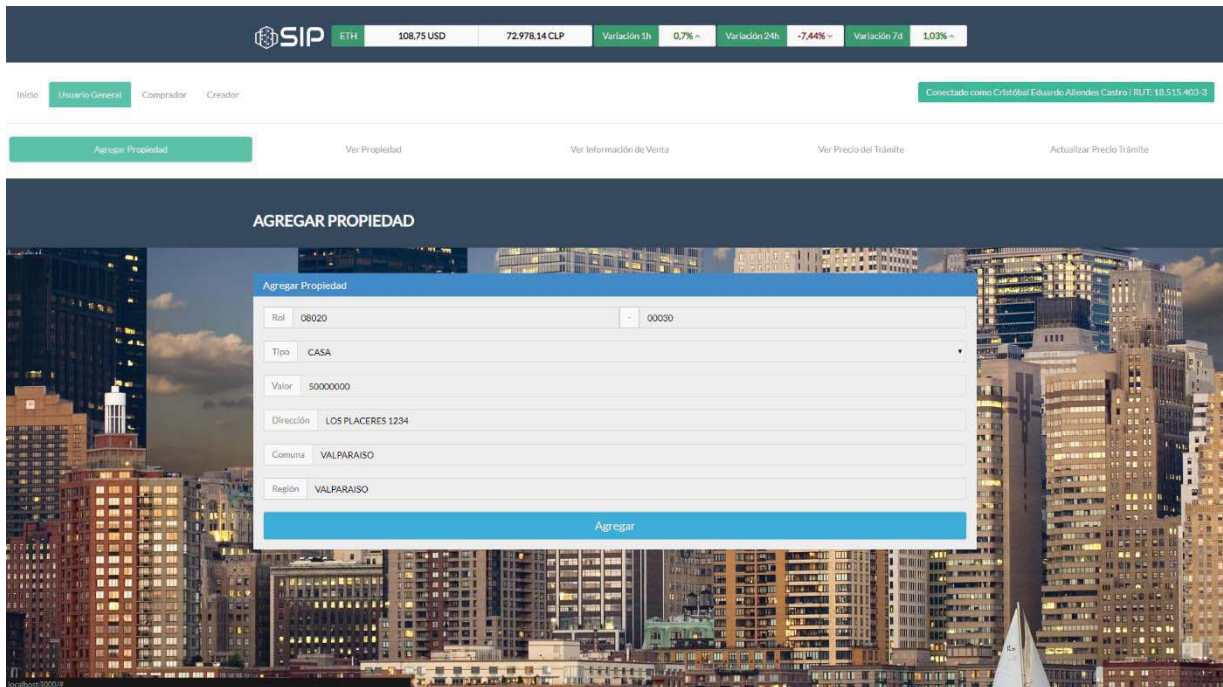 SIP ETH 108,75 USD 72.978,14 CLP Variación 1h 0,7% Variación 24h -7,44% Variación 7d 1,03%
Inicio Usuario General Comprador Creador Conectado como Cristóbal Eduardo Allendes Castro | RUT: 18.515.403-3
Agregar Propiedad Ver Propiedad Ver Información de Venta Ver Precio del Trámite Actualizar Precio Trámite
AGREGAR PROPIEDAD
Agregar Propiedad
Rol 08020 - 00030
Tipo CASA
Valor 50000000
Dirección LOS PLACERES 1234
Comuna VALPARAISO
Región VALPARAISO
Agregar
localhost:3000/#